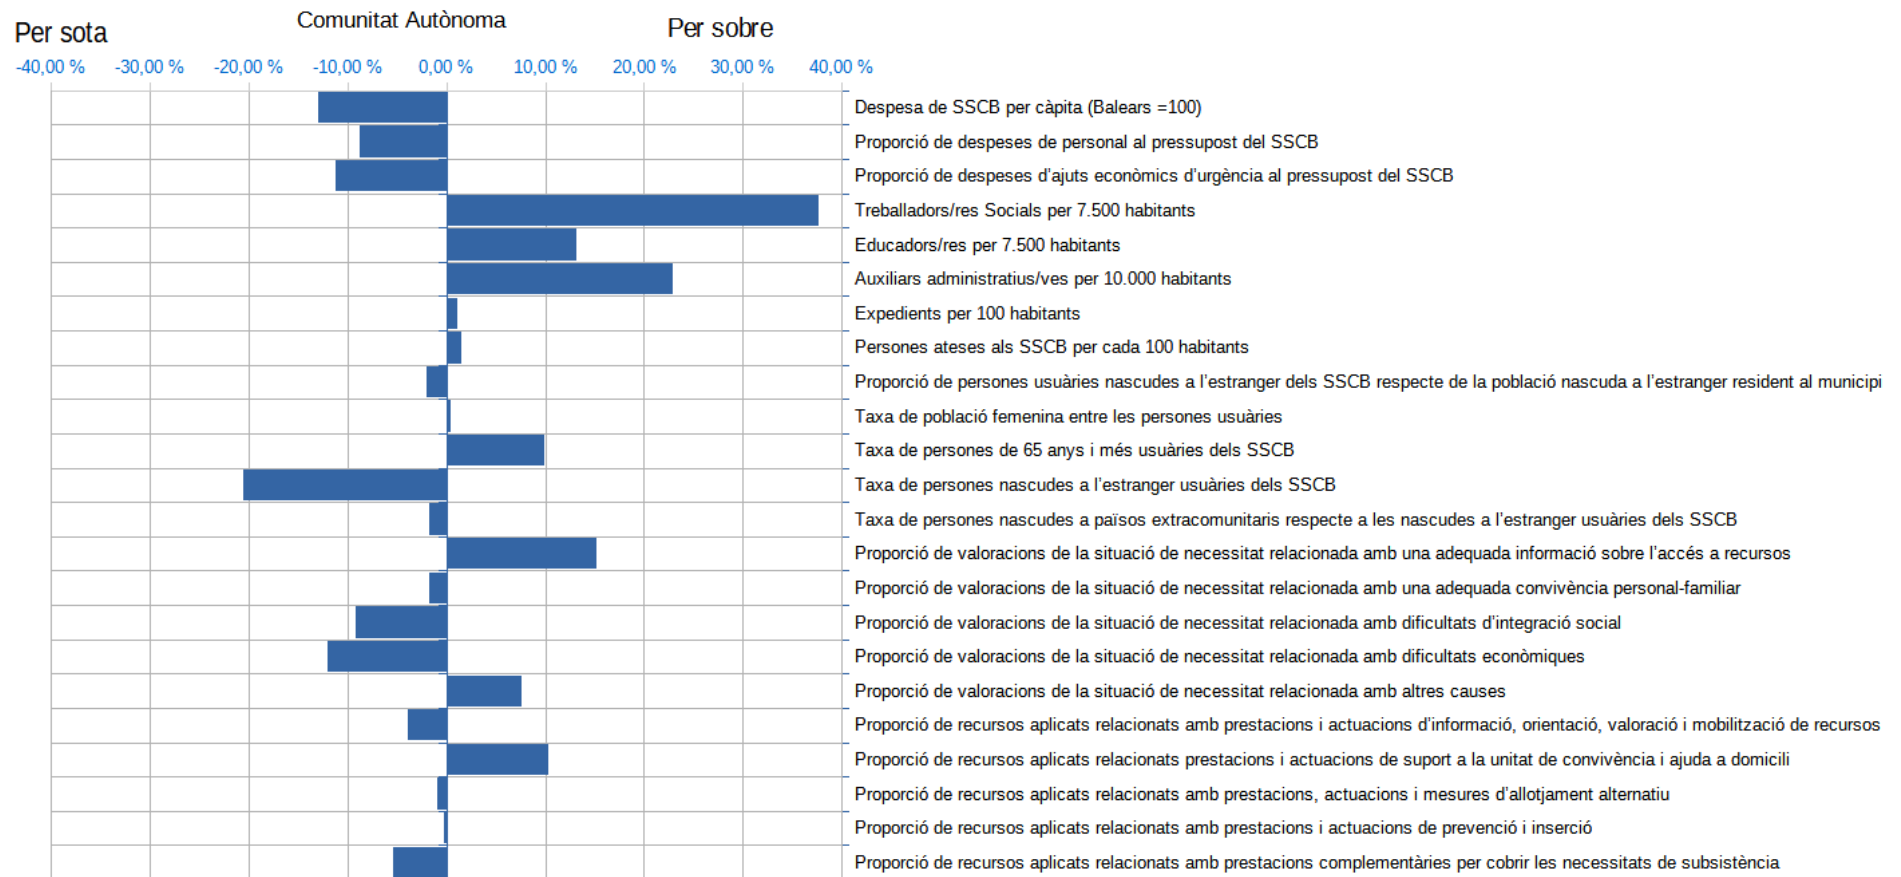 Comunitat Autònoma
Per sota
Per sobre
-40,00 %
-30,00 %
-20,00 %
-10,00 %
0,00 %
10,00 %
20,00 %
30,00 %
40,00 %
Despesa de SSCB per càpita (Balears =100)
Proporció de despeses de personal al pressupost del SSCB
Proporció de despeses d’ajuts econòmics d’urgència al pressupost del SSCB
Treballadors/res Socials per 7.500 habitants
Educadors/res per 7.500 habitants
Auxiliars administratius/ves per 10.000 habitants
Expedients per 100 habitants
Persones ateses als SSCB per cada 100 habitants
Proporció de persones usuàries nascudes a l’estranger dels SSCB respecte de la població nascuda a l’estranger resident al municipi
Taxa de població femenina entre les persones usuàries
Taxa de persones de 65 anys i més usuàries dels SSCB
Taxa de persones nascudes a l’estranger usuàries dels SSCB
Taxa de persones nascudes a països extracomunitaris respecte a les nascudes a l’estranger usuàries dels SSCB
Proporció de valoracions de la situació de necessitat relacionada amb una adequada informació sobre l’accés a recursos
Proporció de valoracions de la situació de necessitat relacionada amb una adequada convivència personal-familiar
Proporció de valoracions de la situació de necessitat relacionada amb dificultats d’integració social
Proporció de valoracions de la situació de necessitat relacionada amb dificultats econòmiques
Proporció de valoracions de la situació de necessitat relacionada amb altres causes
Proporció de recursos aplicats relacionats amb prestacions i actuacions d’informació, orientació, valoració i mobilització de recursos
Proporció de recursos aplicats relacionats prestacions i actuacions de suport a la unitat de convivència i ajuda a domicili
Proporció de recursos aplicats relacionats amb prestacions, actuacions i mesures d’allotjament alternatiu
Proporció de recursos aplicats relacionats amb prestacions i actuacions de prevenció i inserció
Proporció de recursos aplicats relacionats amb prestacions complementàries per cobrir les necessitats de subsistència